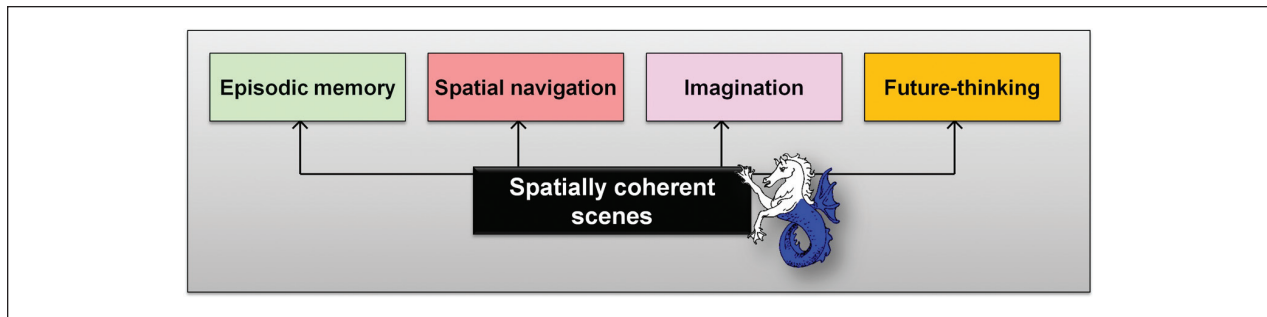 Episodic memory
Spatial navigation
Imagination
Future-thinking
Spatially coherent
scenes